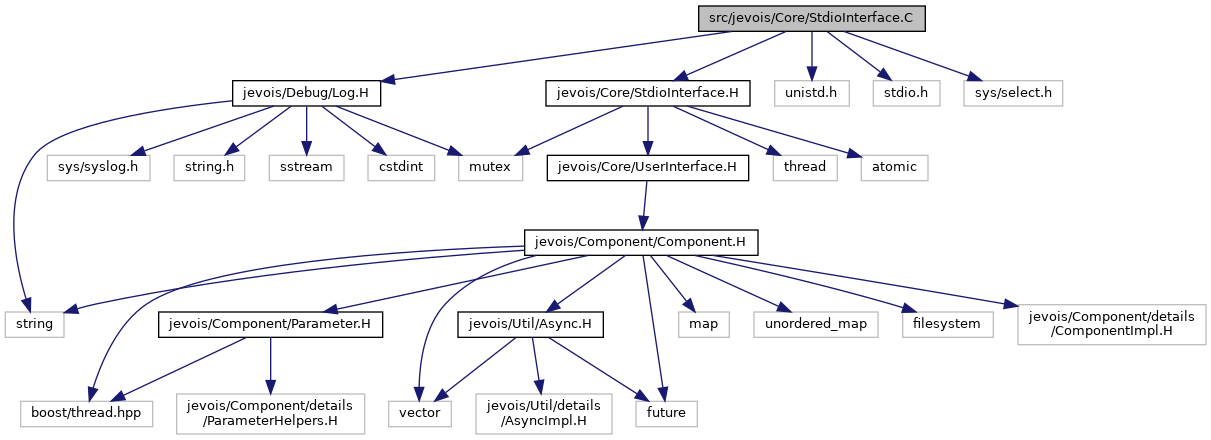 src/jevois/Core/StdioInterface.C
jevois/Debug/Log.H
jevois/Core/StdioInterface.H
unistd.h
stdio.h
sys/select.h
sys/syslog.h
string.h
sstream
cstdint
mutex
jevois/Core/UserInterface.H
thread
atomic
jevois/Component/Component.H
string
jevois/Component/Parameter.H
jevois/Util/Async.H
map
unordered_map
filesystem
jevois/Component/details
/ComponentImpl.H
boost/thread.hpp
jevois/Component/details
/ParameterHelpers.H
vector
jevois/Util/details
/AsyncImpl.H
future